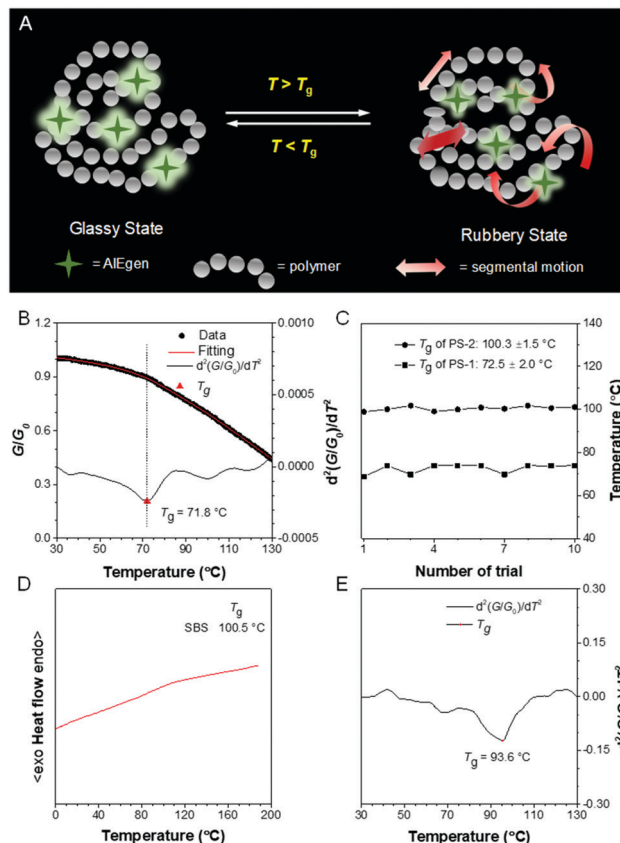 A
T > Tg
T < Tg
Glassy State
Rubbery State
= AIEgen
= polymer
= segmental motion
B
1.2
0.9
0.6
0.3
0.0
G/G0
0.0010
0.0005
0.0000
-0.0005
d²(G/G0)/dT²
Data
Fitting
d²(G/G0)/dT²
Tg
Tg = 71.8 °C
30 50 70 90 110 130
Temperature (°C)
C
Tg of PS-2: 100.3 ±1.5 °C
Tg of PS-1: 72.5 ± 2.0 °C
140
120
100
80
60
40
Temperature (°C)
1 4 7 10
Number of trial
D
Tg
SBS 100.5 °C
<exo Heat flow endo>
0 40 80 120 160 200
Temperature (°C)
E
d²(G/G0)/dT²
Tg
Tg = 93.6 °C
0.30
0.15
0.00
-0.15
-0.30
30 50 70 90 110 130
Temperature (°C)